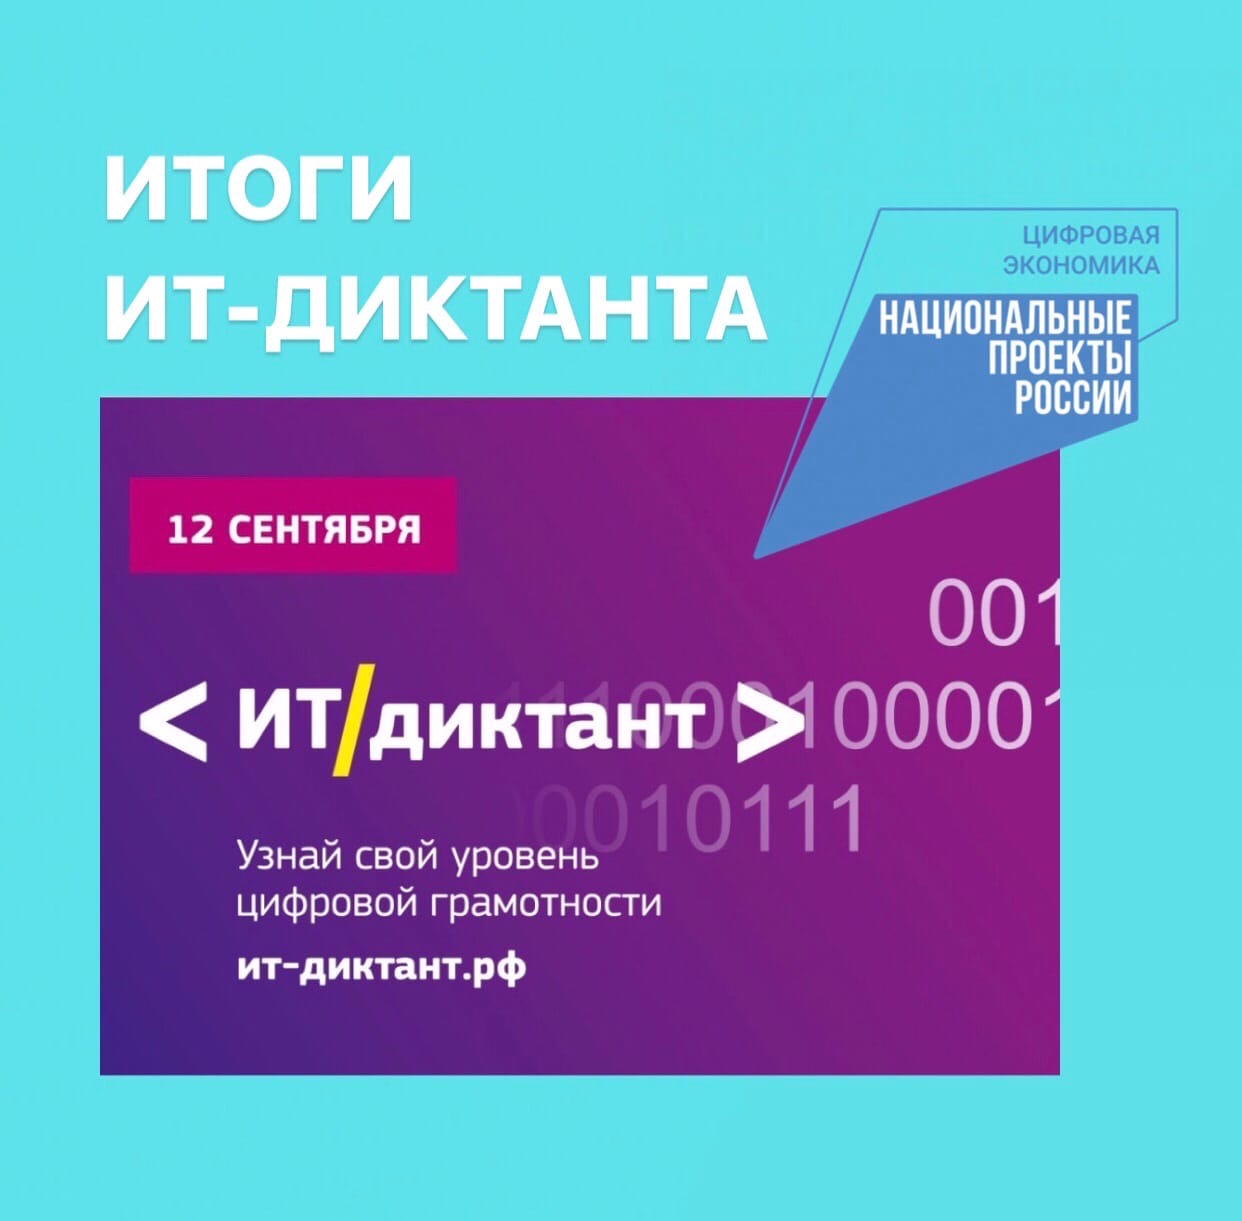 ИТОГИ
ИТ-ДИКТАНТА
ЦИФРОВАЯ
ЭКОНОМИКА
НАЦИОНАЛЬНЫЕ
ПРОЕКТЫ
РОССИИ
12 СЕНТЯБРЯ
001
< ИТ/диктант >
100001
0010111
Узнай свой уровень
цифровой грамотности
ит-диктант.рф